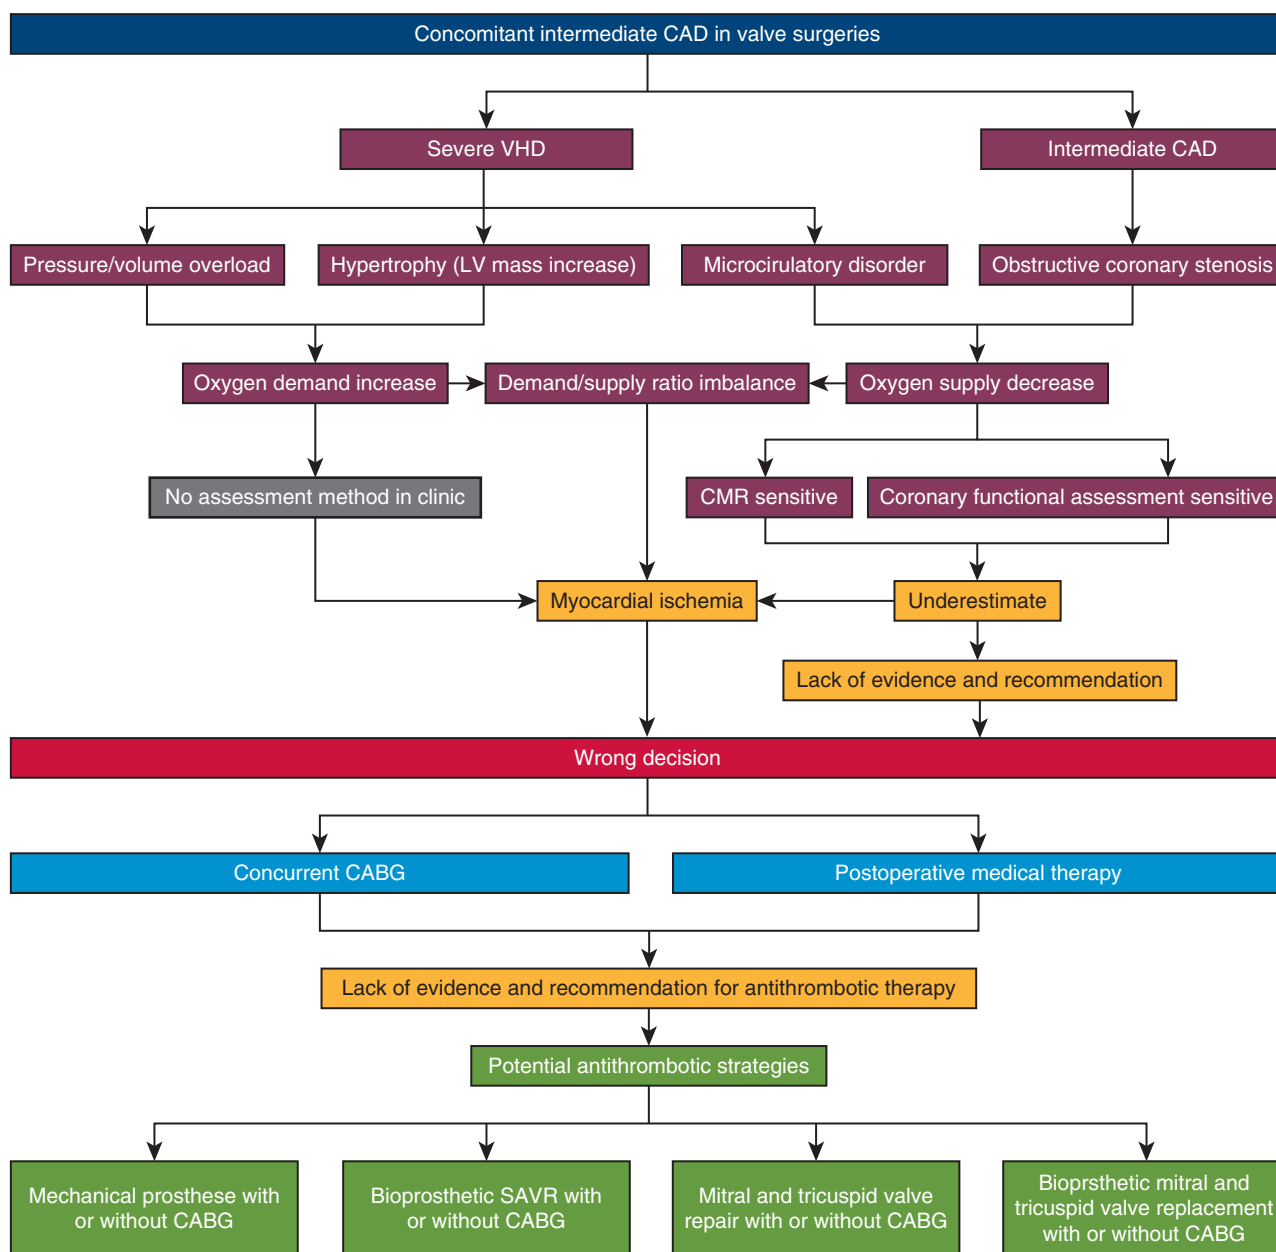 Concomitant intermediate CAD in valve surgeries
Severe VHD
Intermediate CAD
Pressure/volume overload
Hypertrophy (LV mass increase)
Microcirulatory disorder
Obstructive coronary stenosis
Oxygen demand increase
Demand/supply ratio imbalance
Oxygen supply decrease
No assessment method in clinic
CMR sensitive
Coronary functional assessment sensitive
Myocardial ischemia
Underestimate
Lack of evidence and recommendation
Wrong decision
Concurrent CABG
Postoperative medical therapy
Lack of evidence and recommendation for antithrombotic therapy
Potential antithrombotic strategies
Mechanical prosthese with
or without CABG
Bioprosthetic SAVR with
or without CABG
Mitral and tricuspid valve
repair with or without CABG
Bioprsthetic mitral and
tricuspid valve replacement
with or without CABG